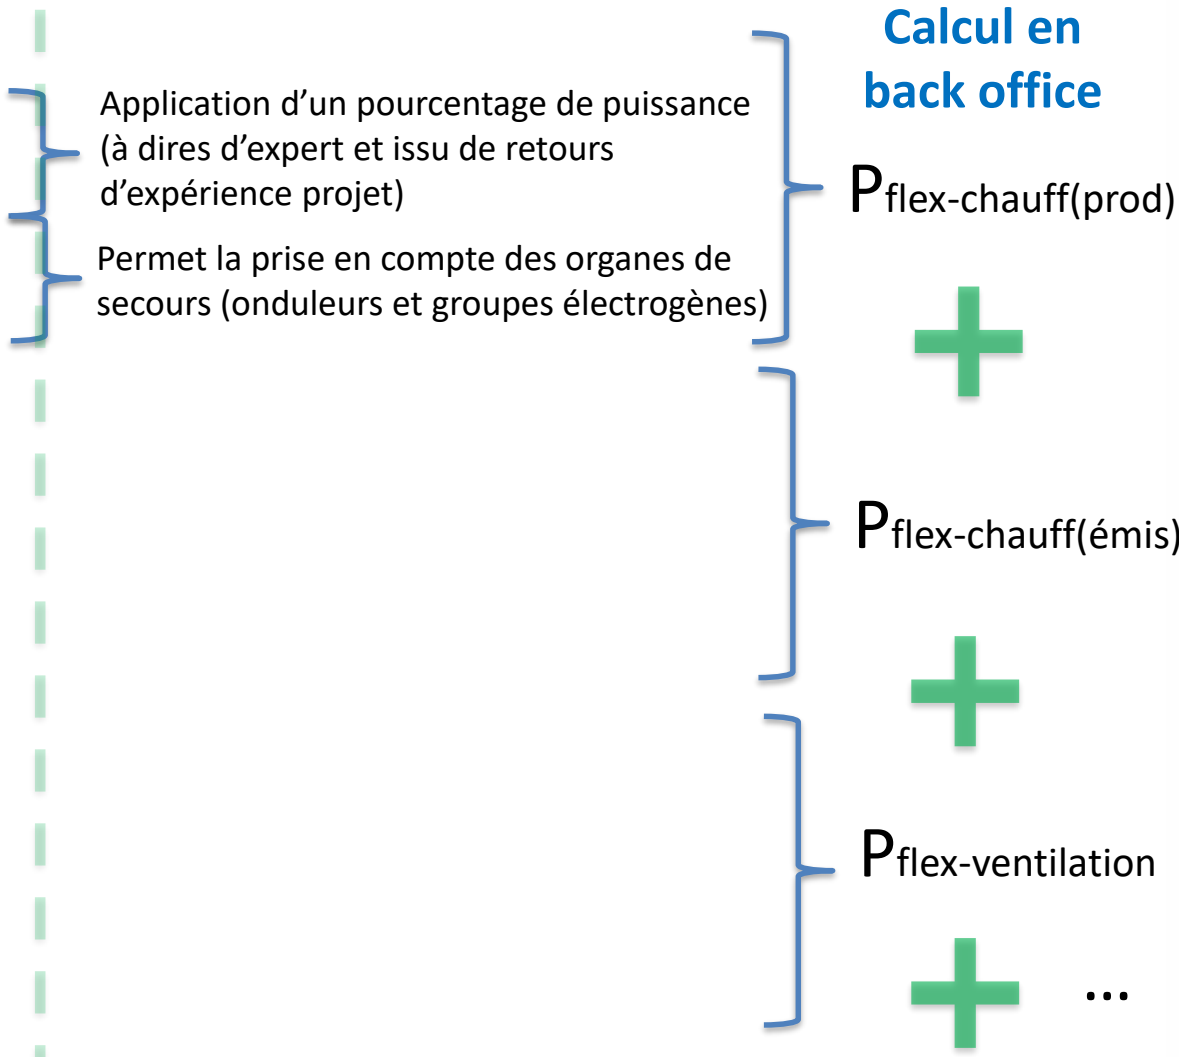 Calcul en
back office
Application d’un pourcentage de puissance
(à dires d’expert et issu de retours
d’expérience projet)
Pflex-chauff(prod)
Permet la prise en compte des organes de
secours (onduleurs et groupes électrogènes)
Pflex-chauff(émis)
Pflex-ventilation
...